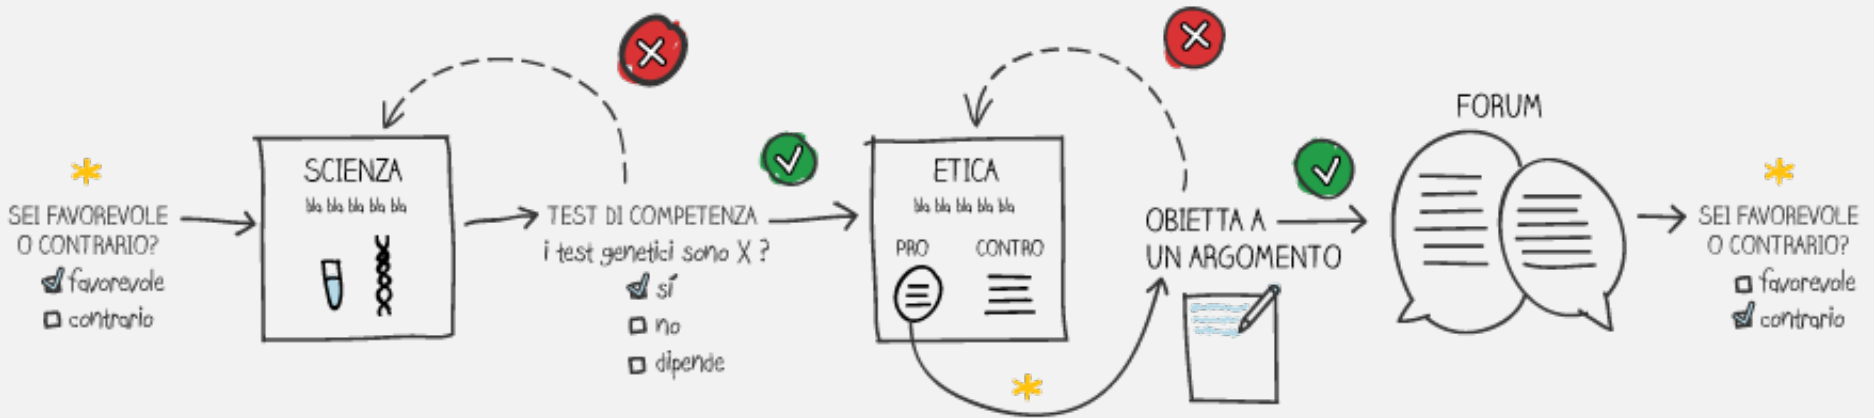 SEI FAVOREVOLE
O CONTRARIO?
favorevole
contrario
SCIENZA
bla bla bla bla bla
TEST DI COMPETENZA
i test genetici sono X ?
sí
no
dipende
ETICA
bla bla bla bla bla
PRO
CONTRO
OBIETTA A
UN ARGOMENTO
FORUM
SEI FAVOREVOLE
O CONTRARIO?
favorevole
contrario